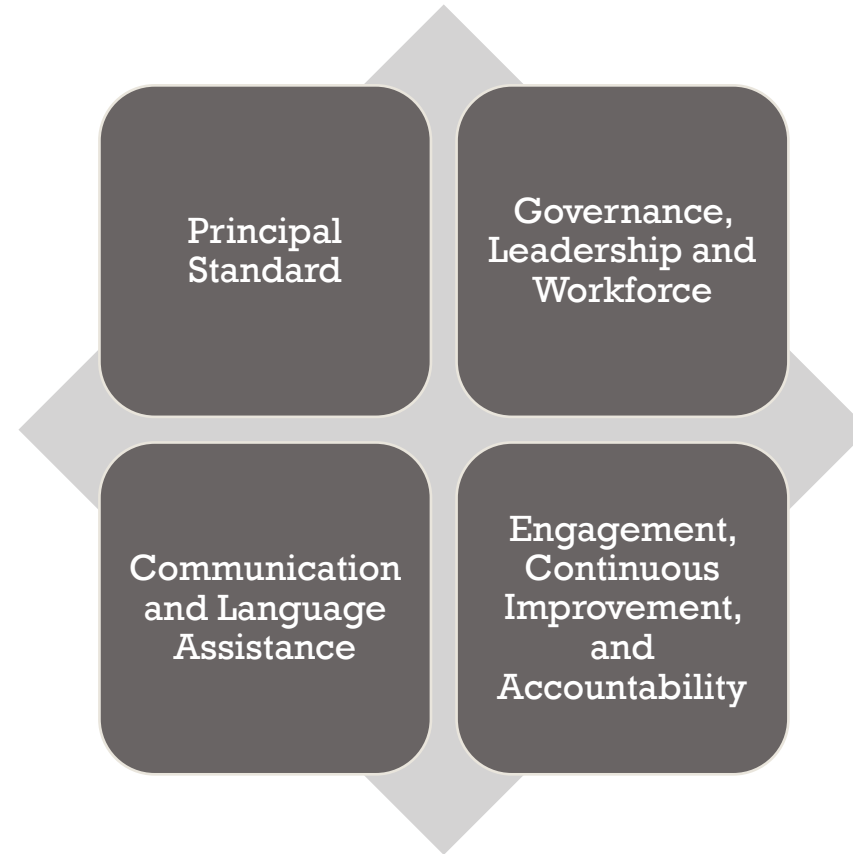 Principal
Standard
Governance,
Leadership and
Workforce
Communication
and Language
Assistance
Engagement,
Continuous
Improvement,
and
Accountability